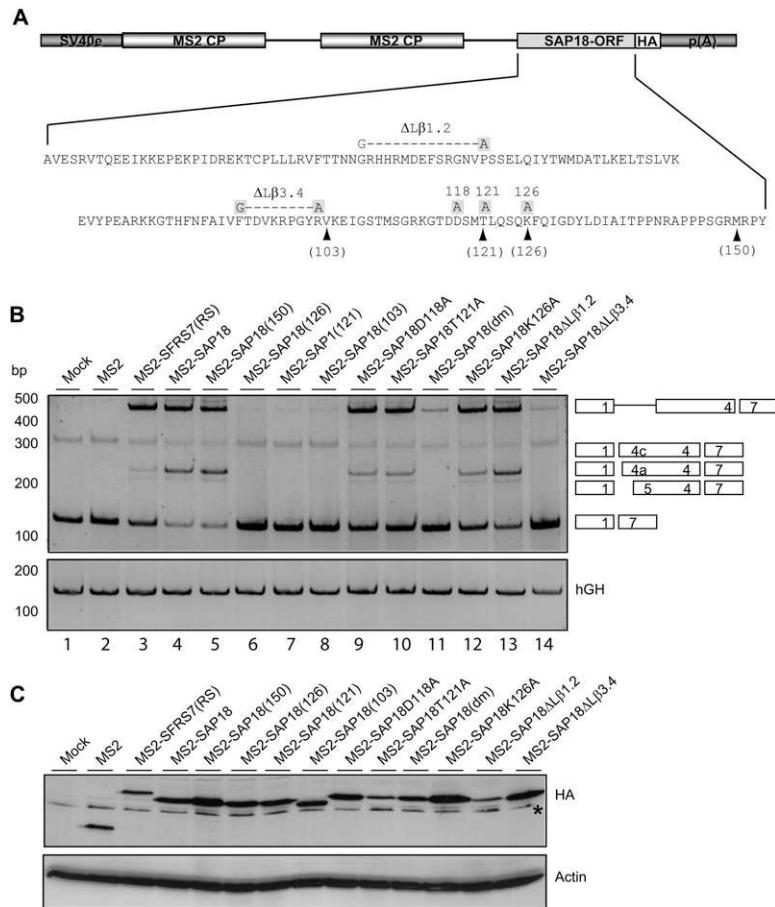 A
SV40e MS2 CP MS2 CP SAP18-ORF HA p(A)
ΔLβ1.2
G--------------A
AVESRVTQEEIKKEPEKPIDREKTCPLLLRVFTTNNGRHHRMDEFSRGNVPSSELQIYTWMDATLKELTSLVK
ΔLβ3.4 118 121 126
G---------A A A A
EVYPEARKKGTHFNFAIVFTDVKRPGYRVKEIGSTMSGRKGTDDSMTLQSQKFQIGDYLDIAITPPNRAPPPSGRMRPY
(103) (121) (126) (150)
B
bp
Mock
MS2
MS2-SFRS7(RS)
MS2-SAP18
MS2-SAP18(150)
MS2-SAP18(126)
MS2-SAP1(121)
MS2-SAP18(103)
MS2-SAP18D118A
MS2-SAP18T121A
MS2-SAP18(dm)
MS2-SAP18K126A
MS2-SAP18ΔLβ1.2
MS2-SAP18ΔLβ3.4
500
400
300
200
100
1 4 7
1 4c 4 7
1 4a 4 7
1 5 4 7
1 7
200
100
hGH
1 2 3 4 5 6 7 8 9 10 11 12 13 14
C
Mock
MS2
MS2-SFRS7(RS)
MS2-SAP18
MS2-SAP18(150)
MS2-SAP18(126)
MS2-SAP18(121)
MS2-SAP18(103)
MS2-SAP18D118A
MS2-SAP18T121A
MS2-SAP18(dm)
MS2-SAP18K126A
MS2-SAP18ΔLβ1.2
MS2-SAP18ΔLβ3.4
HA
*
Actin